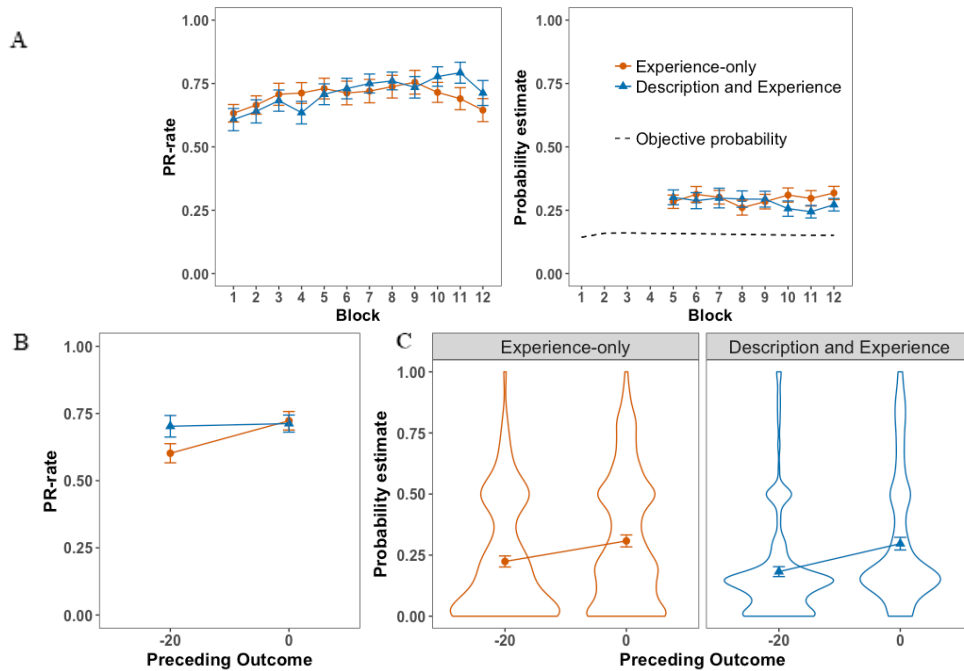 A
1.00
0.75
0.50
0.25
0.00
PR-rate
1 2 3 4 5 6 7 8 9 10 11 12
Block
1.00
0.75
0.50
0.25
0.00
Probability estimate
Experience-only
Description and Experience
Objective probability
1 2 3 4 5 6 7 8 9 10 11 12
Block
B
1.00
0.75
0.50
0.25
0.00
PR-rate
-20 0
Preceding Outcome
C
Experience-only
Description and Experience
1.00
0.75
0.50
0.25
0.00
Probability estimate
-20 0
-20 0
Preceding Outcome